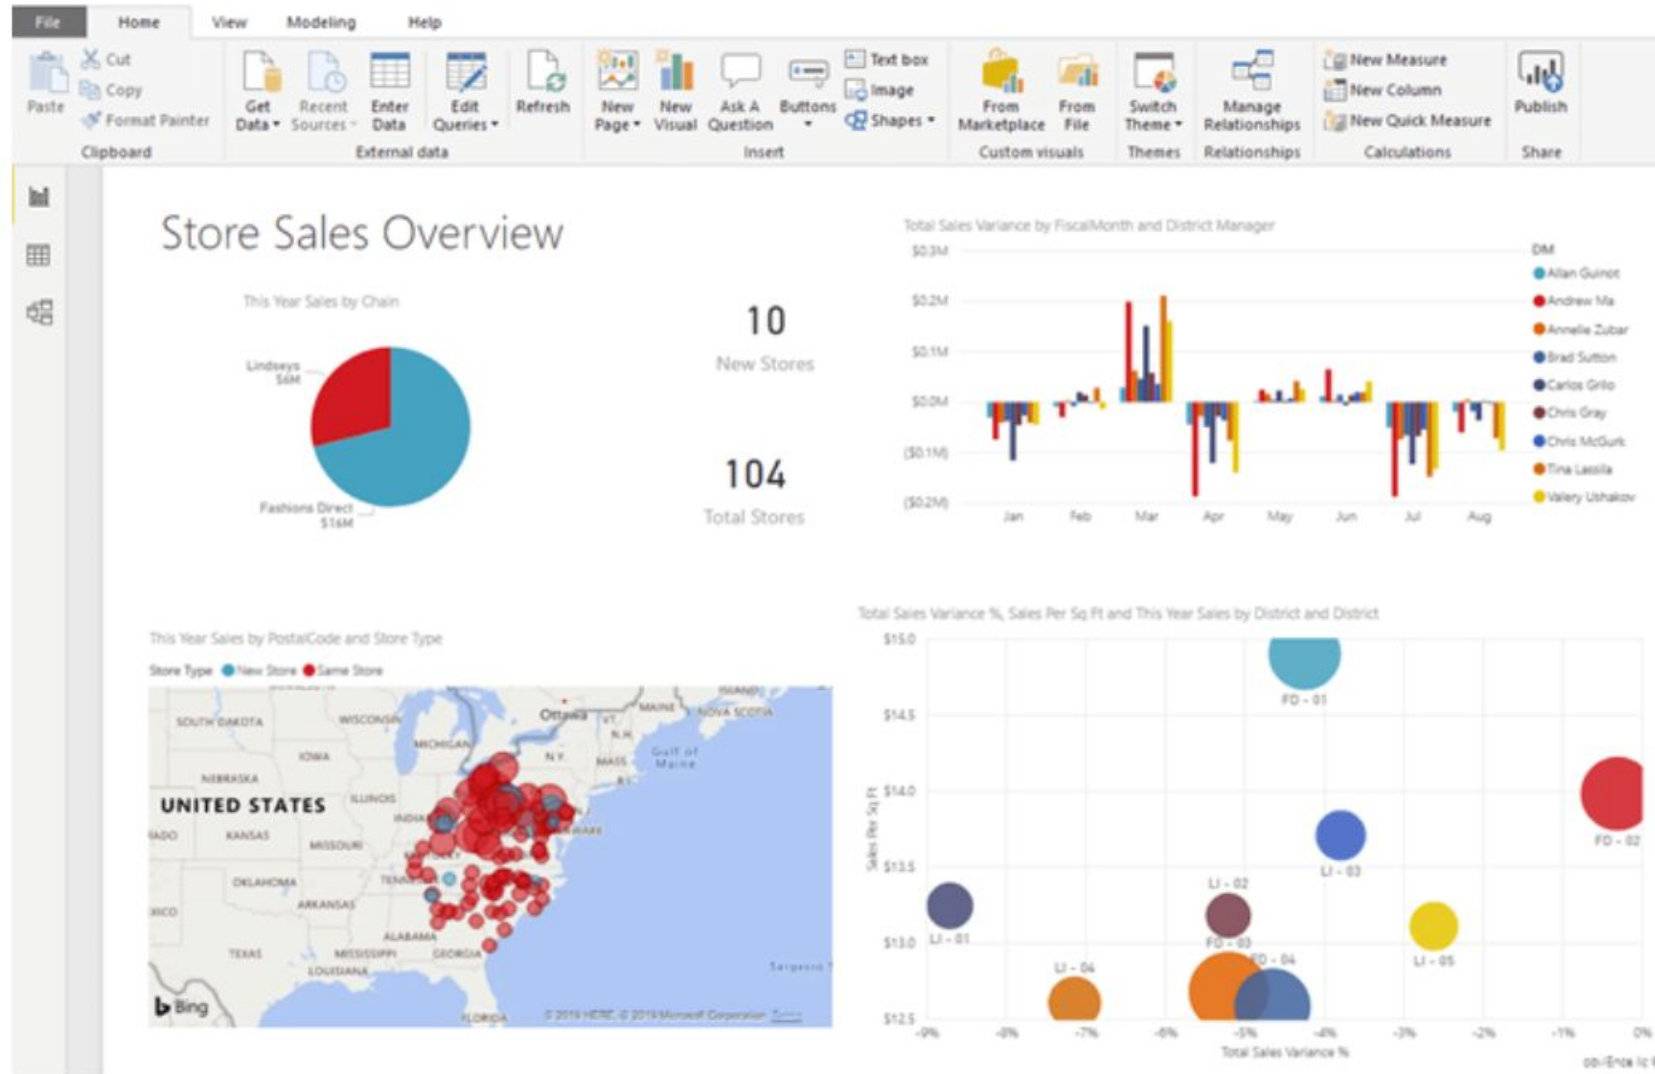 File Home View Modeling Help
Cut
Copy
Format Painter
Paste
Clipboard
Get Data
Recent Sources
Enter Data
Edit Queries
Refresh
External data
New Page
New Visual
Ask A Question
Buttons
Text box
Image
Shapes
Insert
From Marketplace
From File
Custom visuals
Switch Theme
Themes
Manage Relationships
Relationships
New Measure
New Column
New Quick Measure
Calculations
Publish
Share
Store Sales Overview
This Year Sales by Chain
Lindseys
$6M
Fashions Direct
$16M
10
New Stores
104
Total Stores
Total Sales Variance by FiscalMonth and District Manager
$0.3M
$0.2M
$0.1M
$0.0M
($0.1M)
($0.2M)
Jan Feb Mar Apr May Jun Jul Aug
DM
Allan Guinot
Andrew Ma
Annelie Zubar
Brad Sutton
Carlos Grilo
Chris Gray
Chris McGurk
Tina Lassila
Valery Ushakov
This Year Sales by PostalCode and Store Type
Store Type New Store Same Store
ISLAND
MAINE
NOVA SCOTIA
Ottawa
VT.
N.H.
SOUTH DAKOTA
WISCONSIN
MICHIGAN
N.Y.
MASS
Gulf of Maine
IOWA
NEBRASKA
UNITED STATES
ILLINOIS
KANSAS
MISSOURI
OKLAHOMA
ARKANSAS
ALABAMA
TEXAS
MISSISSIPPI
GEORGIA
LOUISIANA
FLORIDA
Bing
© 2019 HERE, © 2019 Microsoft Corporation Terms
Total Sales Variance %, Sales Per Sq Ft and This Year Sales by District and District
$15.0
$14.5
$14.0
$13.5
$13.0
$12.5
Sales Per Sq Ft
FD - 01
FD - 02
LI - 03
LI - 02
LI - 01
FD - 03
FD - 04
LI - 05
LI - 04
-9% -8% -7% -6% -5% -4% -3% -2% -1% 0%
Total Sales Variance %